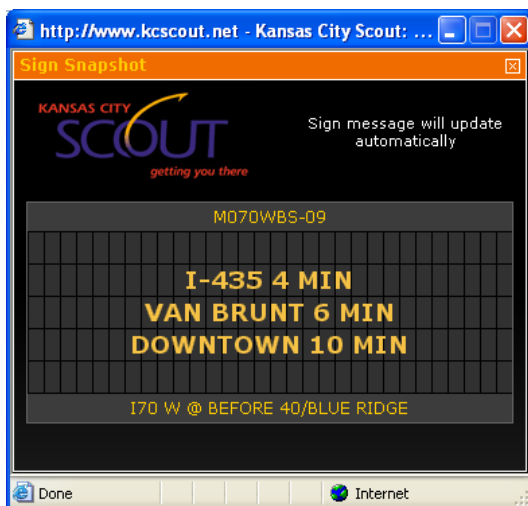 http://www.kcscout.net - Kansas City Scout: ...
Sign Snapshot
KANSAS CITY
SCOUT
getting you there
Sign message will update
automatically
M070WBS-09
I-435 4 MIN
VAN BRUNT 6 MIN
DOWNTOWN 10 MIN
I70 W @ BEFORE 40/BLUE RIDGE
Done
Internet